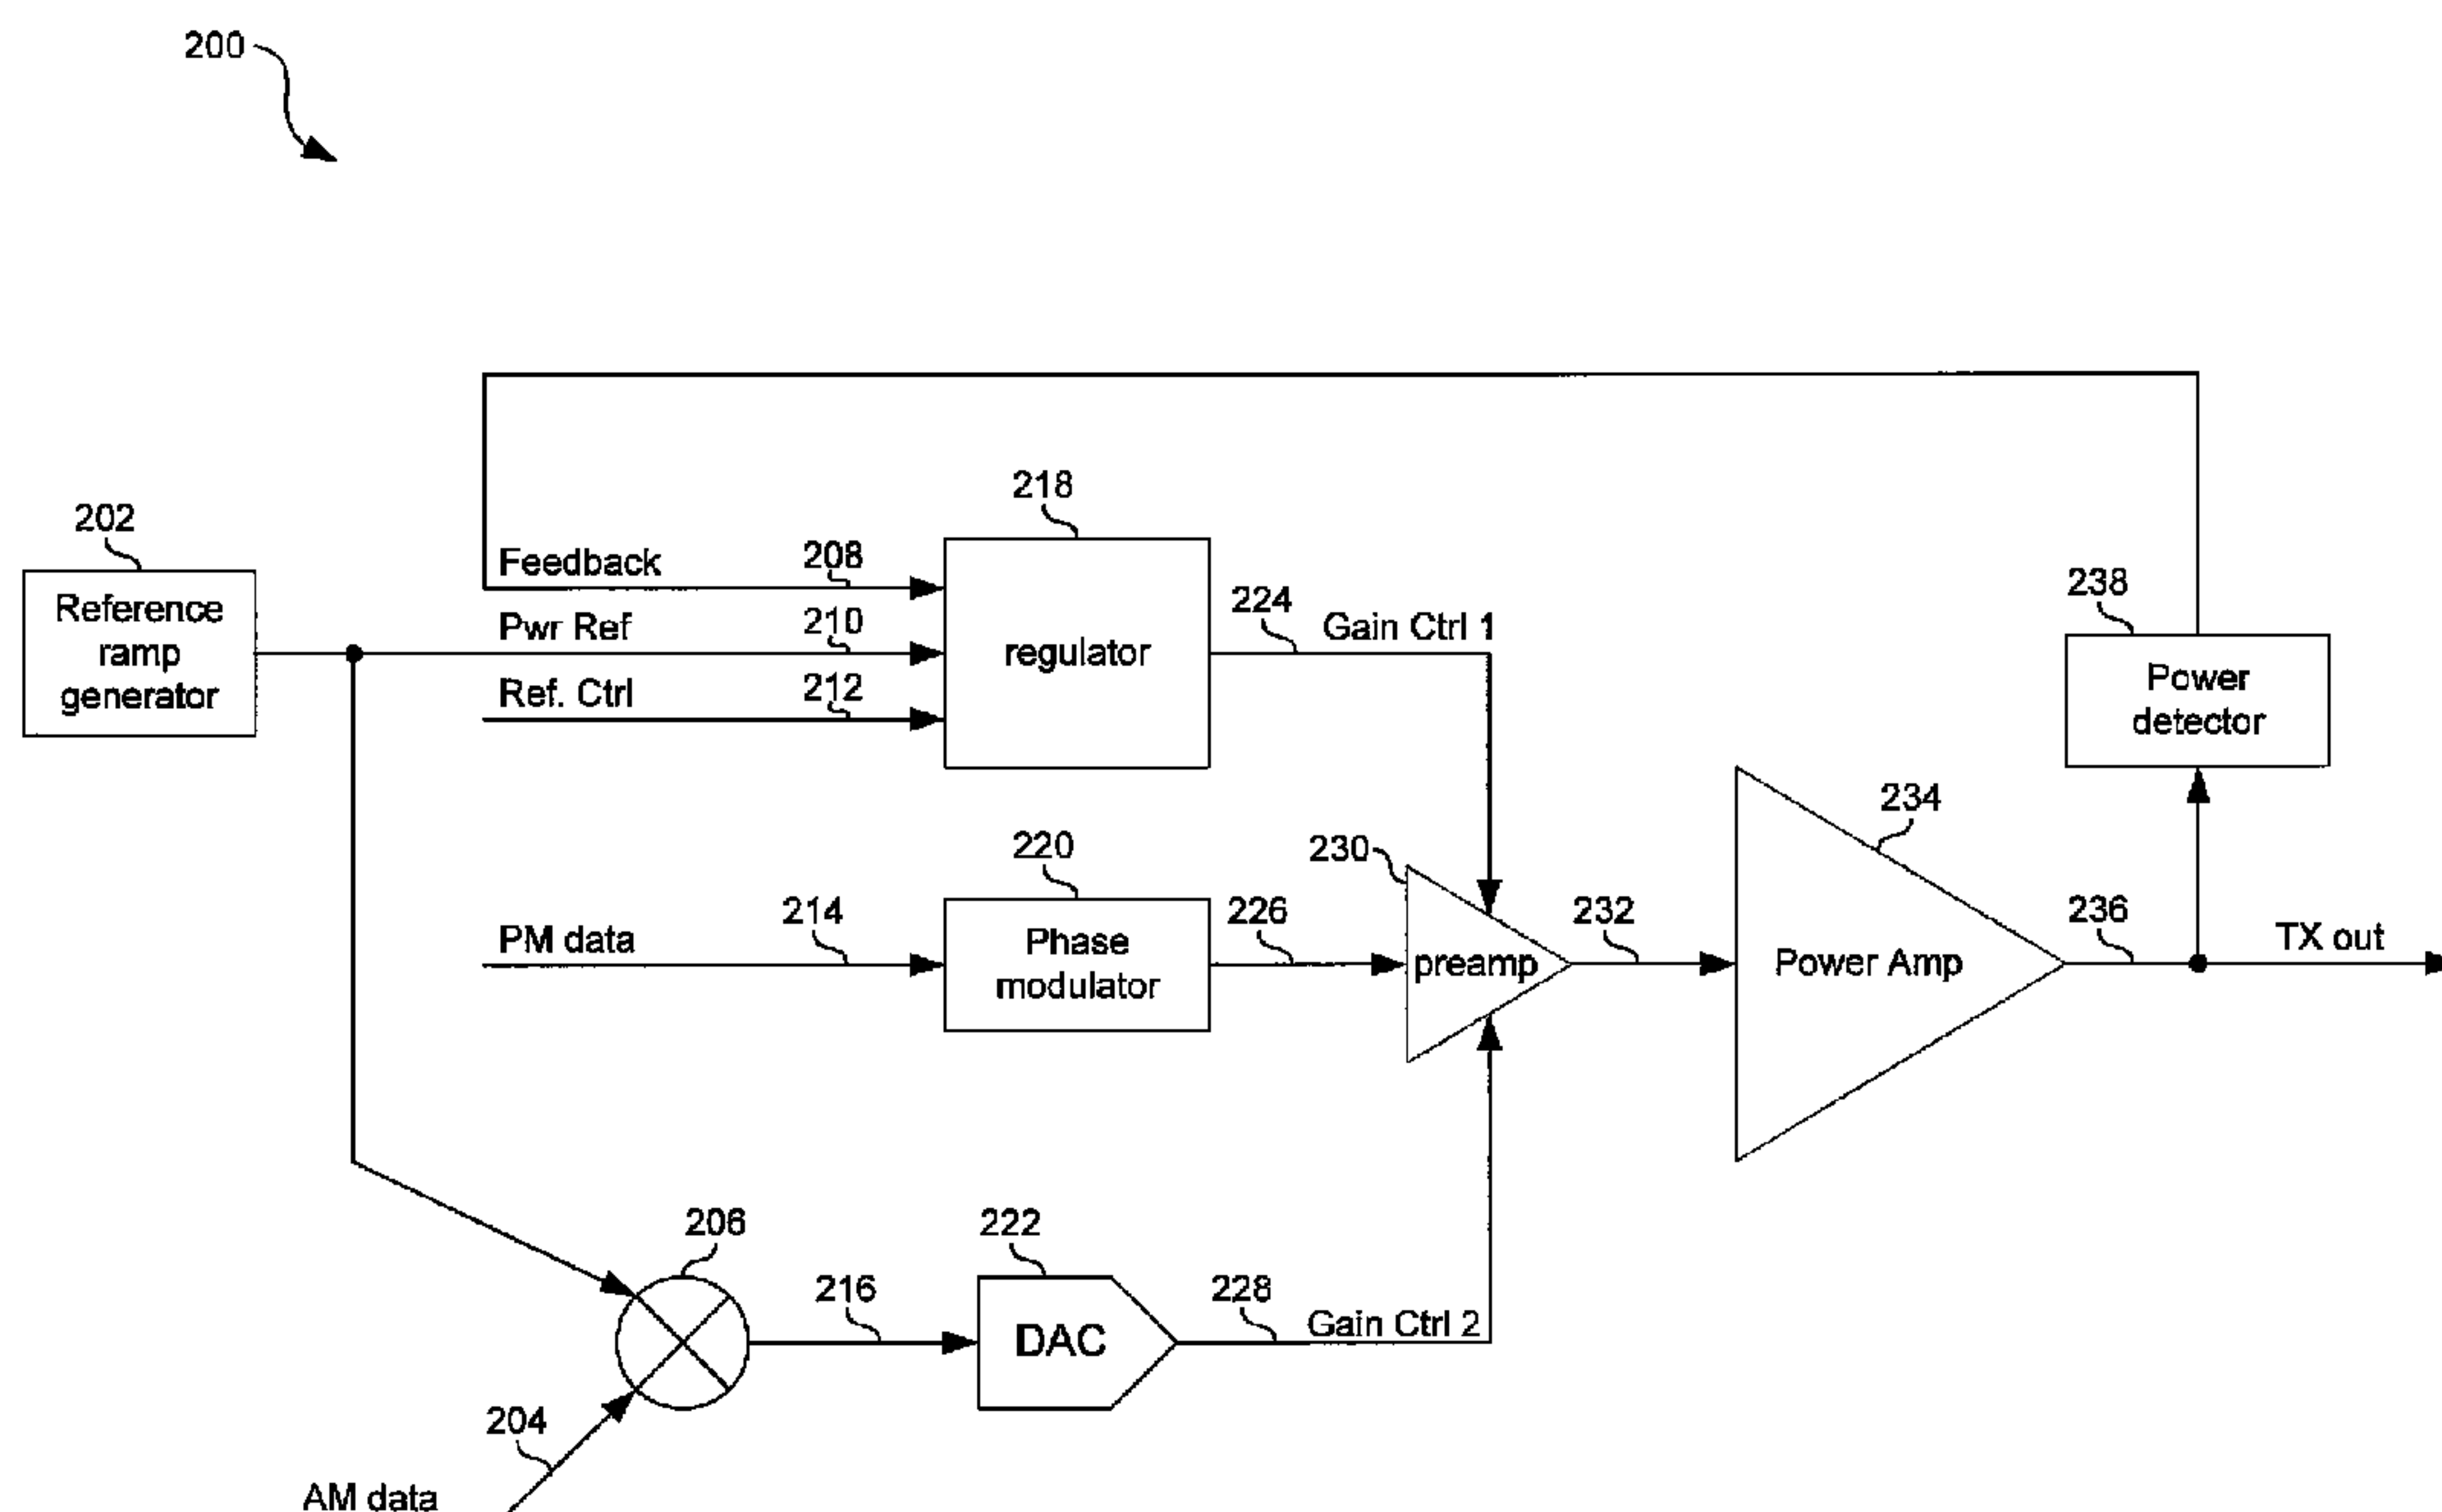 200
218
202
Feedback 208
238
Reference
ramp
generator
Pwr Ref 210
224 Gain Ctrl 1
regulator
Ref. Ctrl 212
Power
detector
234
220
230
PM data 214
Phase
modulator
226
preamp
232
Power Amp
236
TX out
206
222
216
228
DAC
Gain Ctrl 2
204
AM data